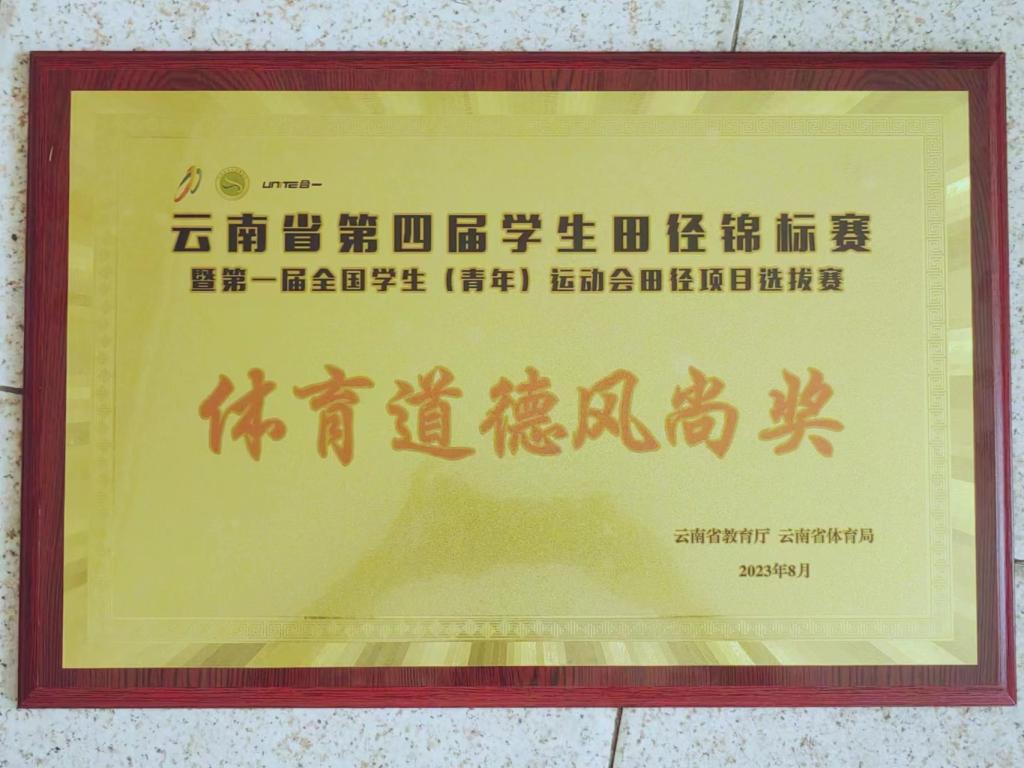 UNITE合一
云南省第四届学生田径锦标赛
暨第一届全国学生（青年）运动会田径项目选拔赛
体育道德风尚奖
云南省教育厅 云南省体育局
2023年8月